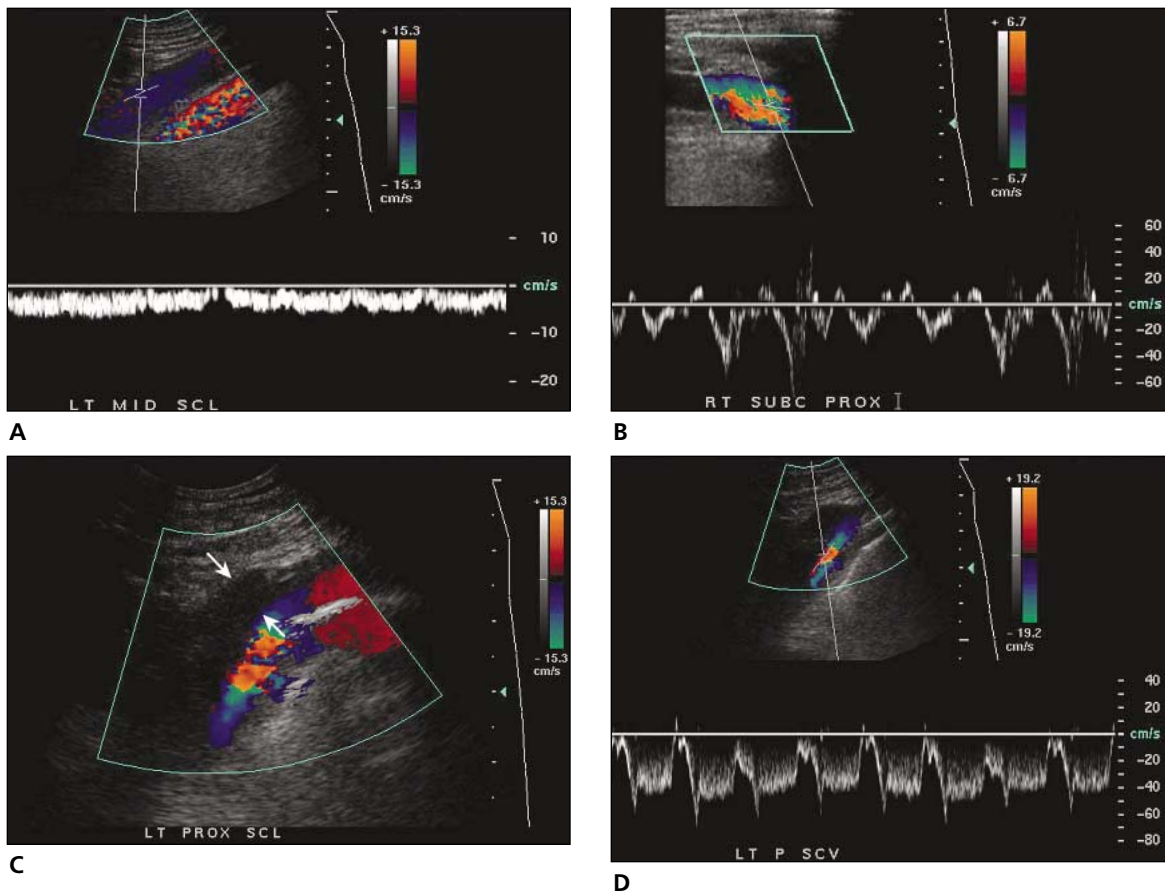 + 15.3
- 15.3
cm/s
10
cm/s
-10
-20
LT MID SCL
A
+ 6.7
- 6.7
cm/s
60
40
20
cm/s
-20
-40
-60
RT SUBC PROX
B
+ 15.3
- 15.3
cm/s
LT PROX SCL
C
+ 19.2
- 19.2
cm/s
40
20
cm/s
-20
-40
-60
-80
LT P SCV
D